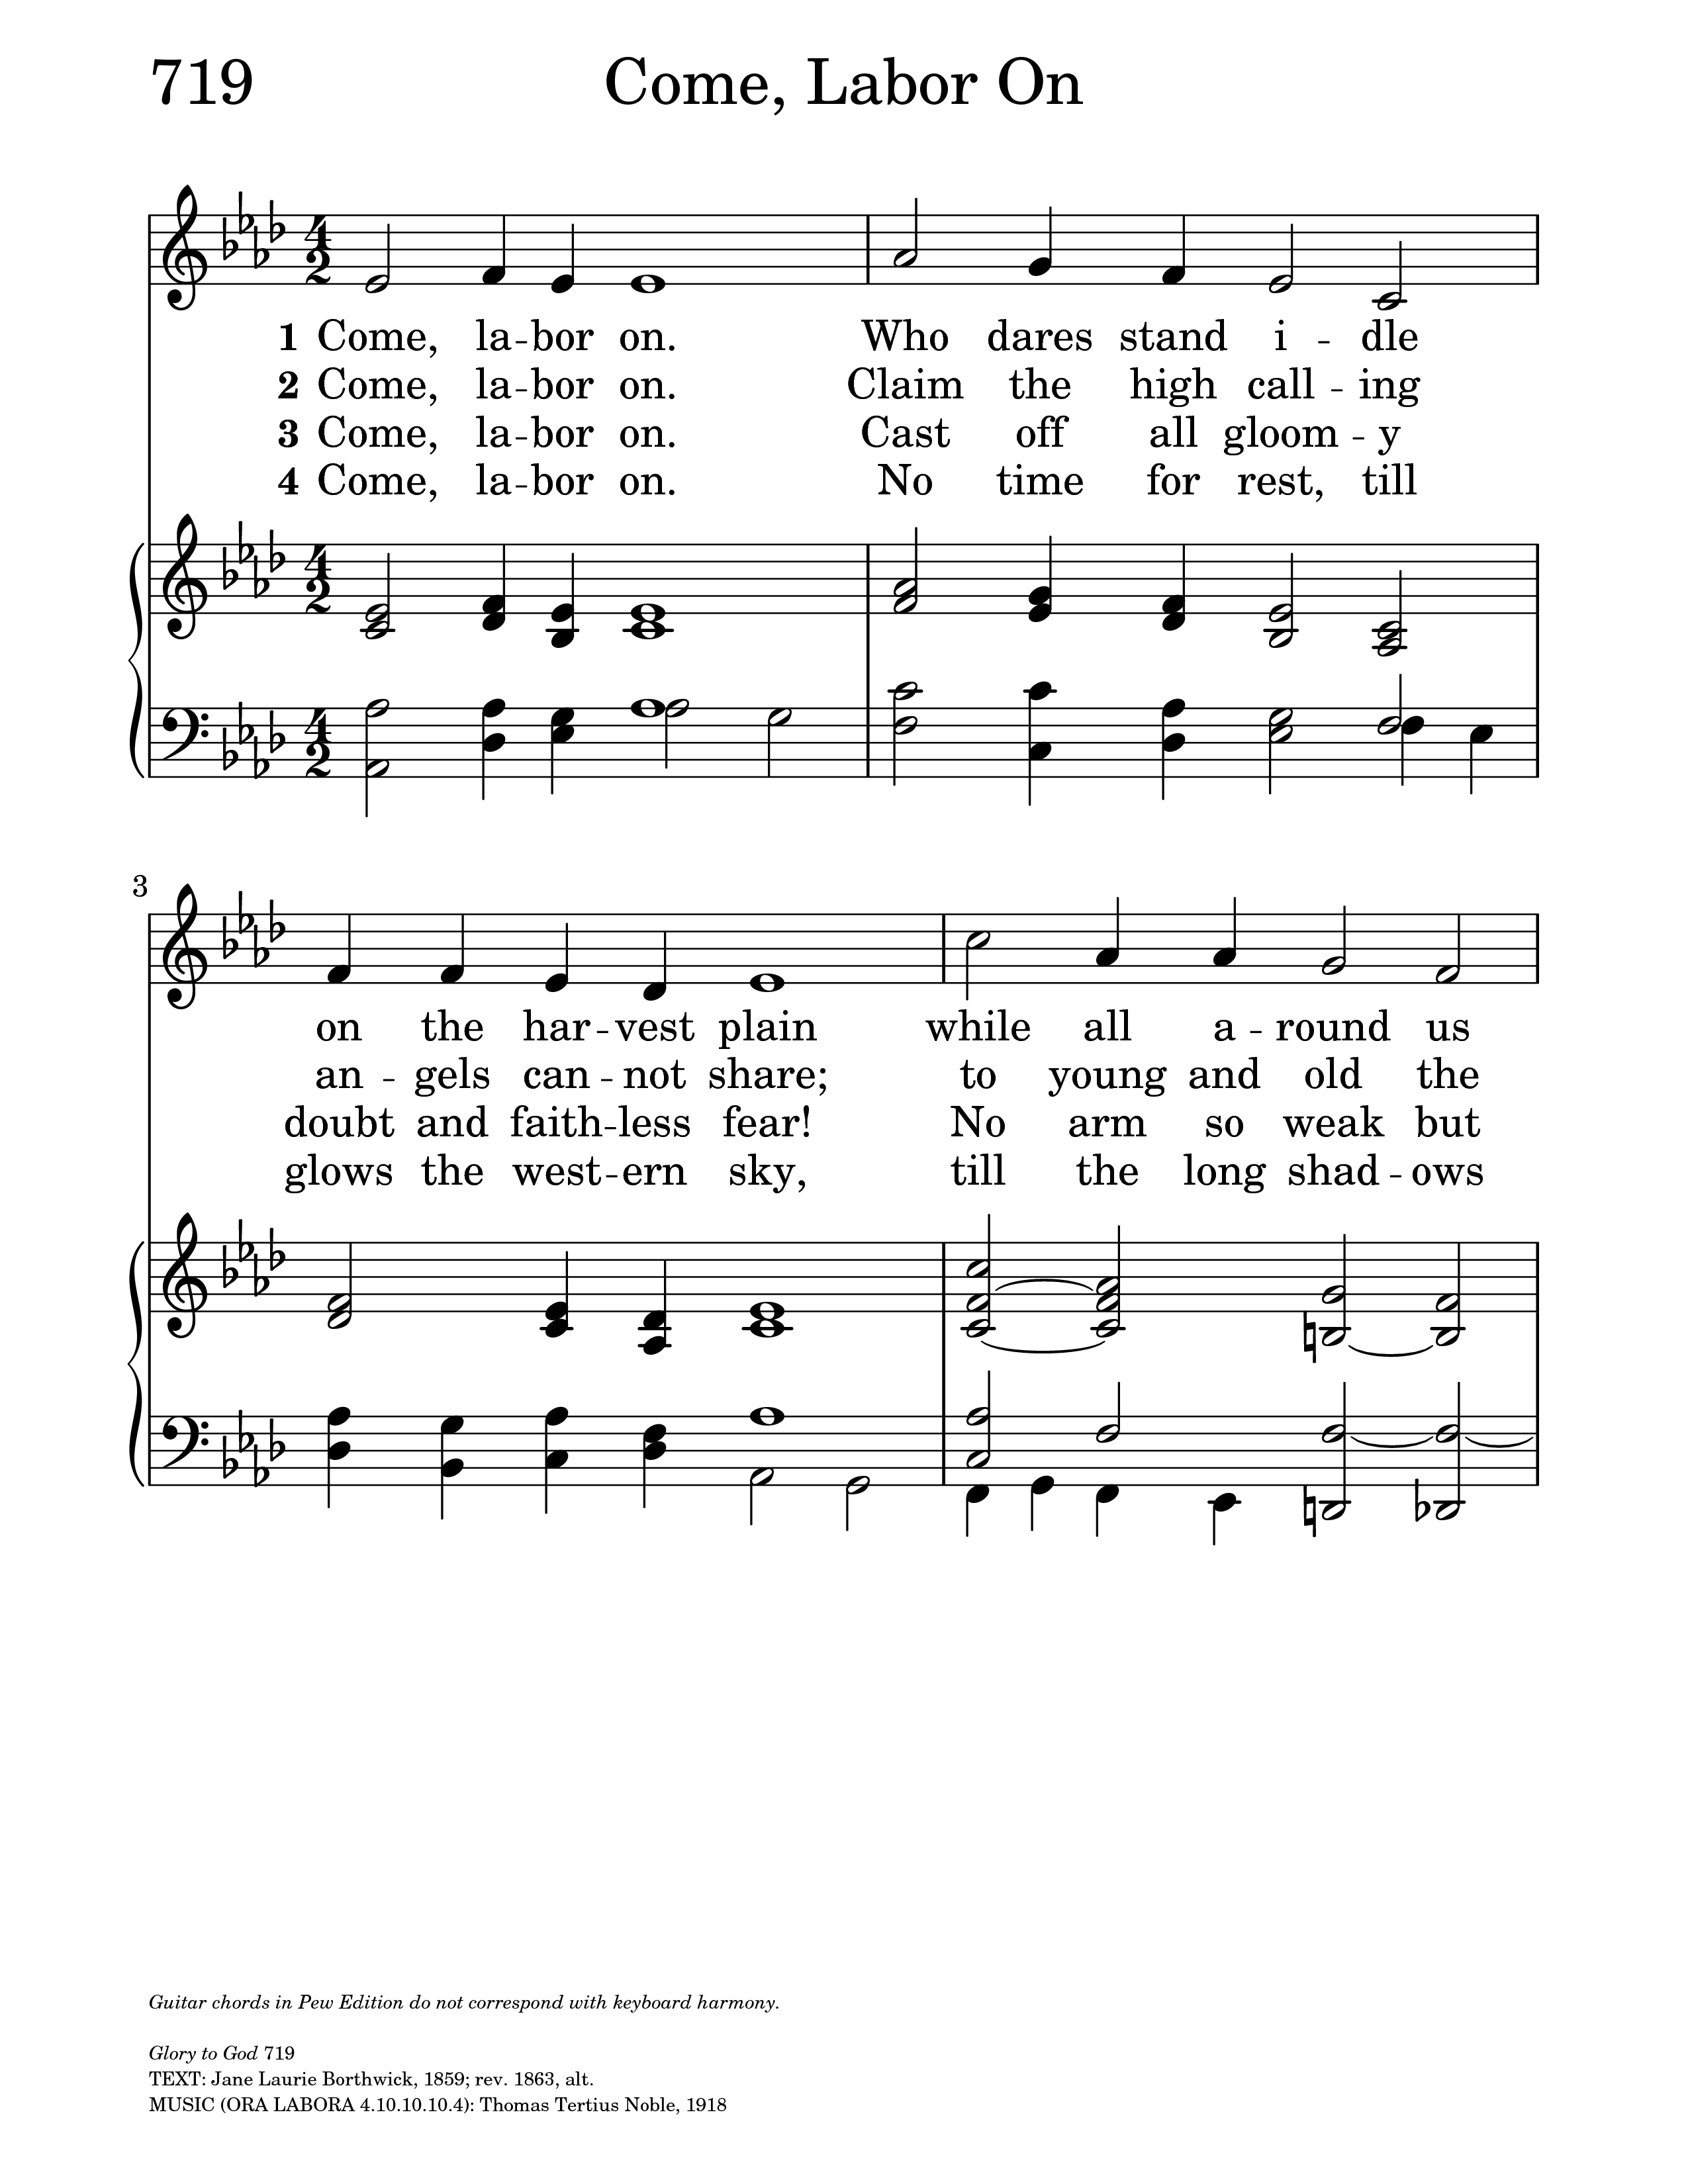 719 Come, Labor On
1 Come, la - bor on. Who dares stand i - dle
2 Come, la - bor on. Claim the high call - ing
3 Come, la - bor on. Cast off all gloom - y
4 Come, la - bor on. No time for rest, till
3
on the har - vest plain while all a - round us
an - gels can - not share; to young and old the
doubt and faith - less fear! No arm so weak but
glows the west - ern sky, till the long shad - ows
Guitar chords in Pew Edition do not correspond with keyboard harmony.
Glory to God 719
TEXT: Jane Laurie Borthwick, 1859; rev. 1863, alt.
MUSIC (ORA LABORA 4.10.10.10.4): Thomas Tertius Noble, 1918